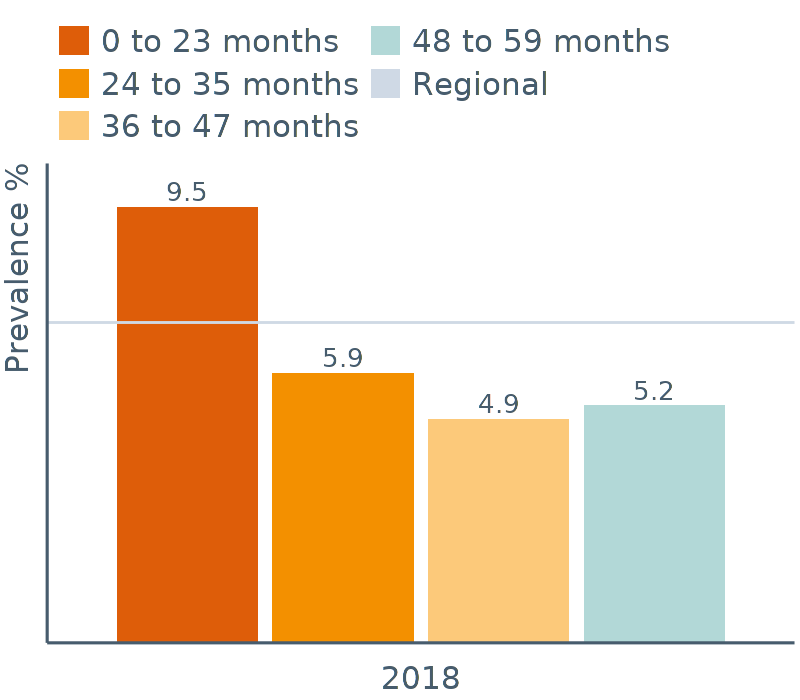 0 to 23 months
24 to 35 months
36 to 47 months
48 to 59 months
Regional
Prevalence %
9.5
5.9
4.9
5.2
2018